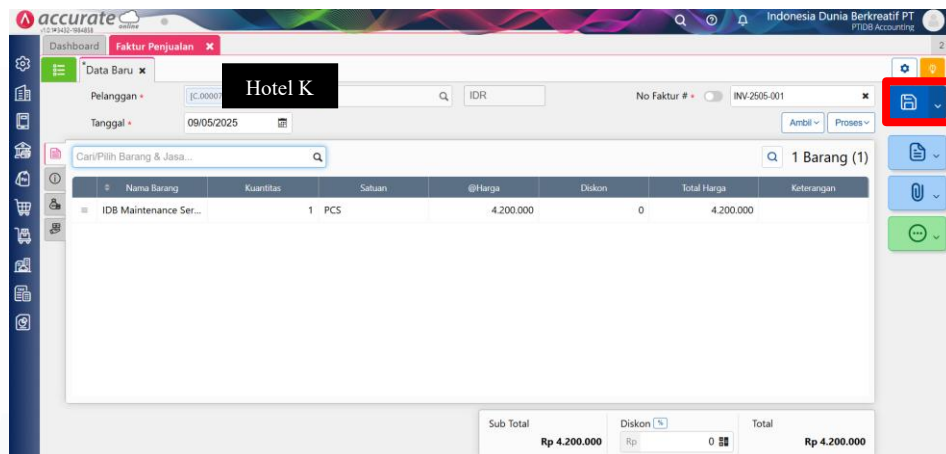 accurate online
Indonesia Dunia Berkreatif PT
PTIDB Accounting
Dashboard Faktur Penjualan
2
Data Baru
Pelanggan * [C.00007 Hotel K IDR No Faktur # * INV-2505-001
Tanggal * 09/05/2025 Ambil Proses
Cari/Pilih Barang & Jasa... 1 Barang (1)
Nama Barang Kuantitas Satuan @Harga Diskon Total Harga Keterangan
IDB Maintenance Ser... 1 PCS 4.200.000 0 4.200.000
Sub Total Diskon % Total
Rp 4.200.000 Rp 0 Rp 4.200.000